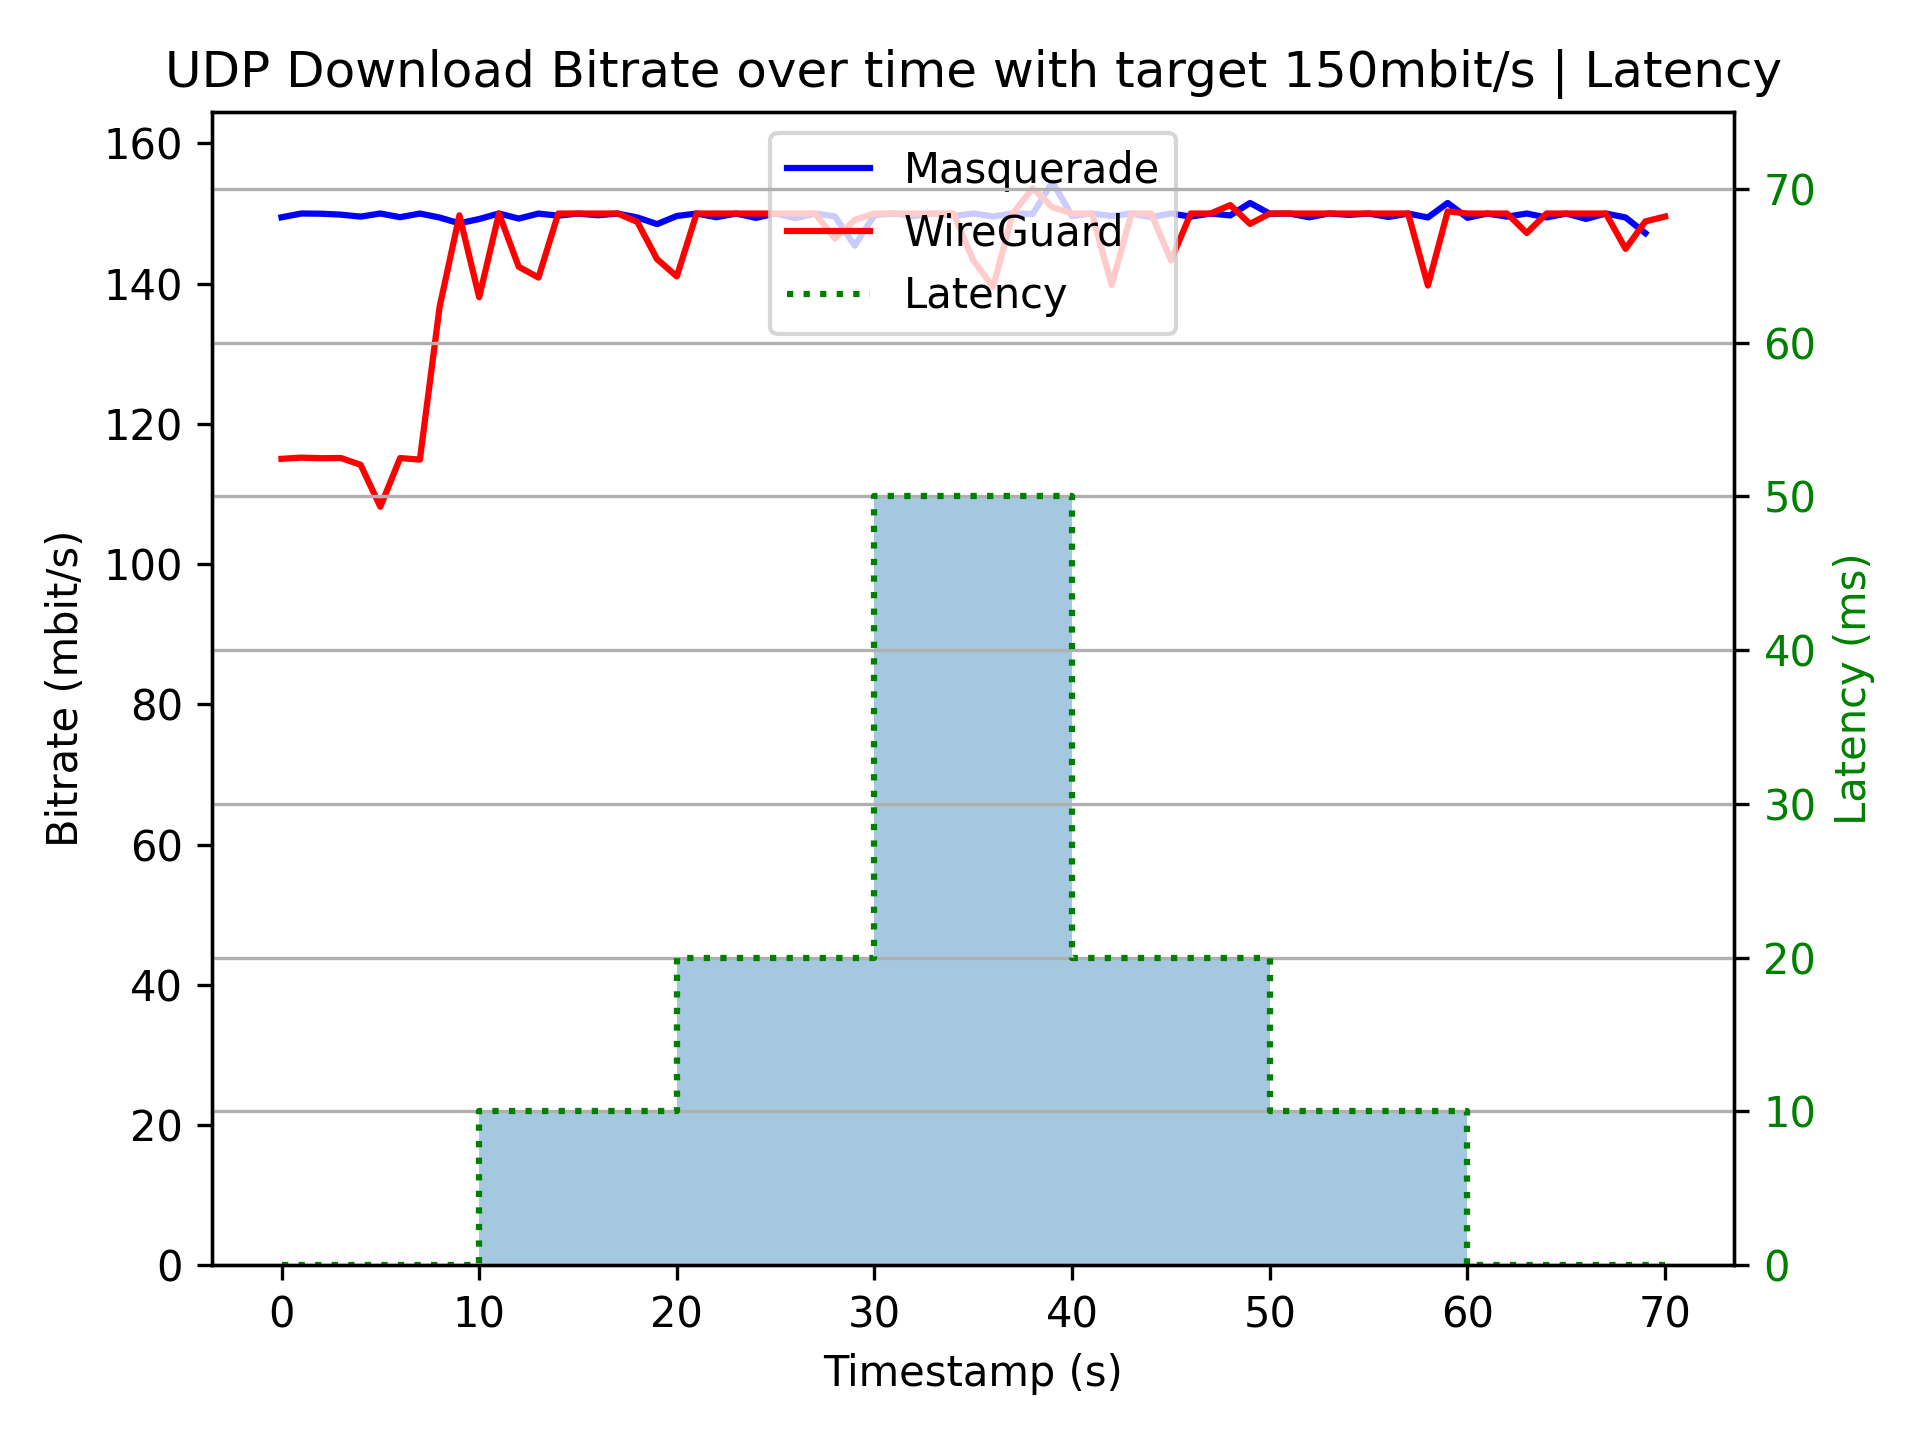 UDP Download Bitrate over time with target 150mbit/s | Latency
Masquerade
WireGuard
Latency
160
140
120
100
80
60
40
20
0
Bitrate (mbit/s)
70
60
50
40
30
20
10
0
Latency (ms)
0 10 20 30 40 50 60 70
Timestamp (s)